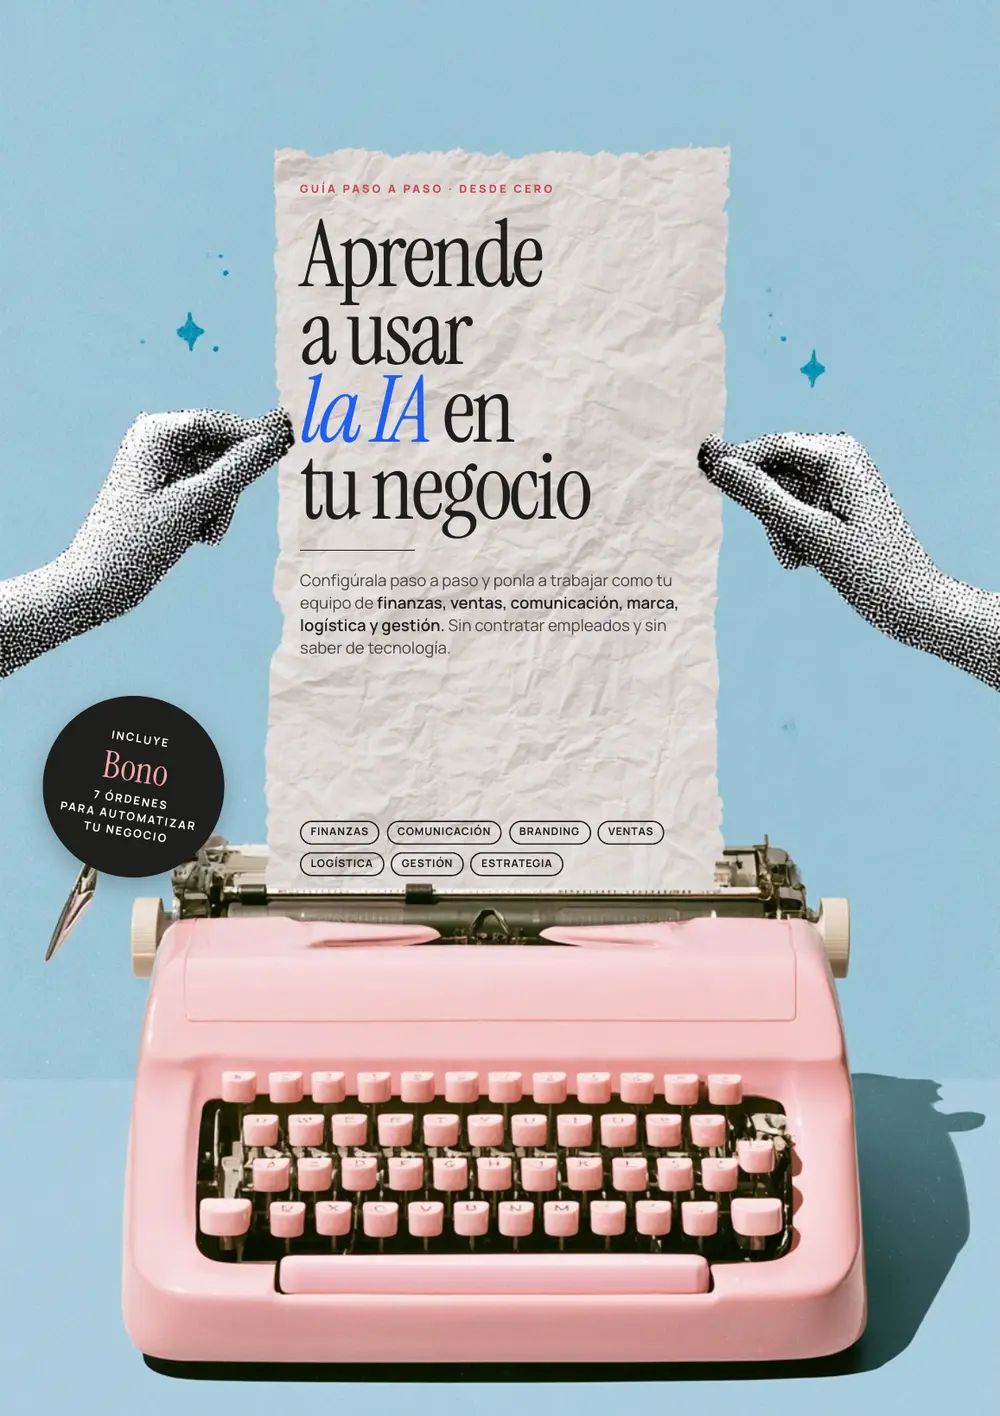 GUÍA PASO A PASO · DESDE CERO
Aprende
a usar
la IA en
tu negocio
Configúrala paso a paso y ponla a trabajar como tu
equipo de finanzas, ventas, comunicación, marca,
logística y gestión. Sin contratar empleados y sin
saber de tecnología.
INCLUYE
Bono
7 ÓRDENES
PARA AUTOMATIZAR
TU NEGOCIO
FINANZAS COMUNICACIÓN BRANDING VENTAS
LOGÍSTICA GESTIÓN ESTRATEGIA